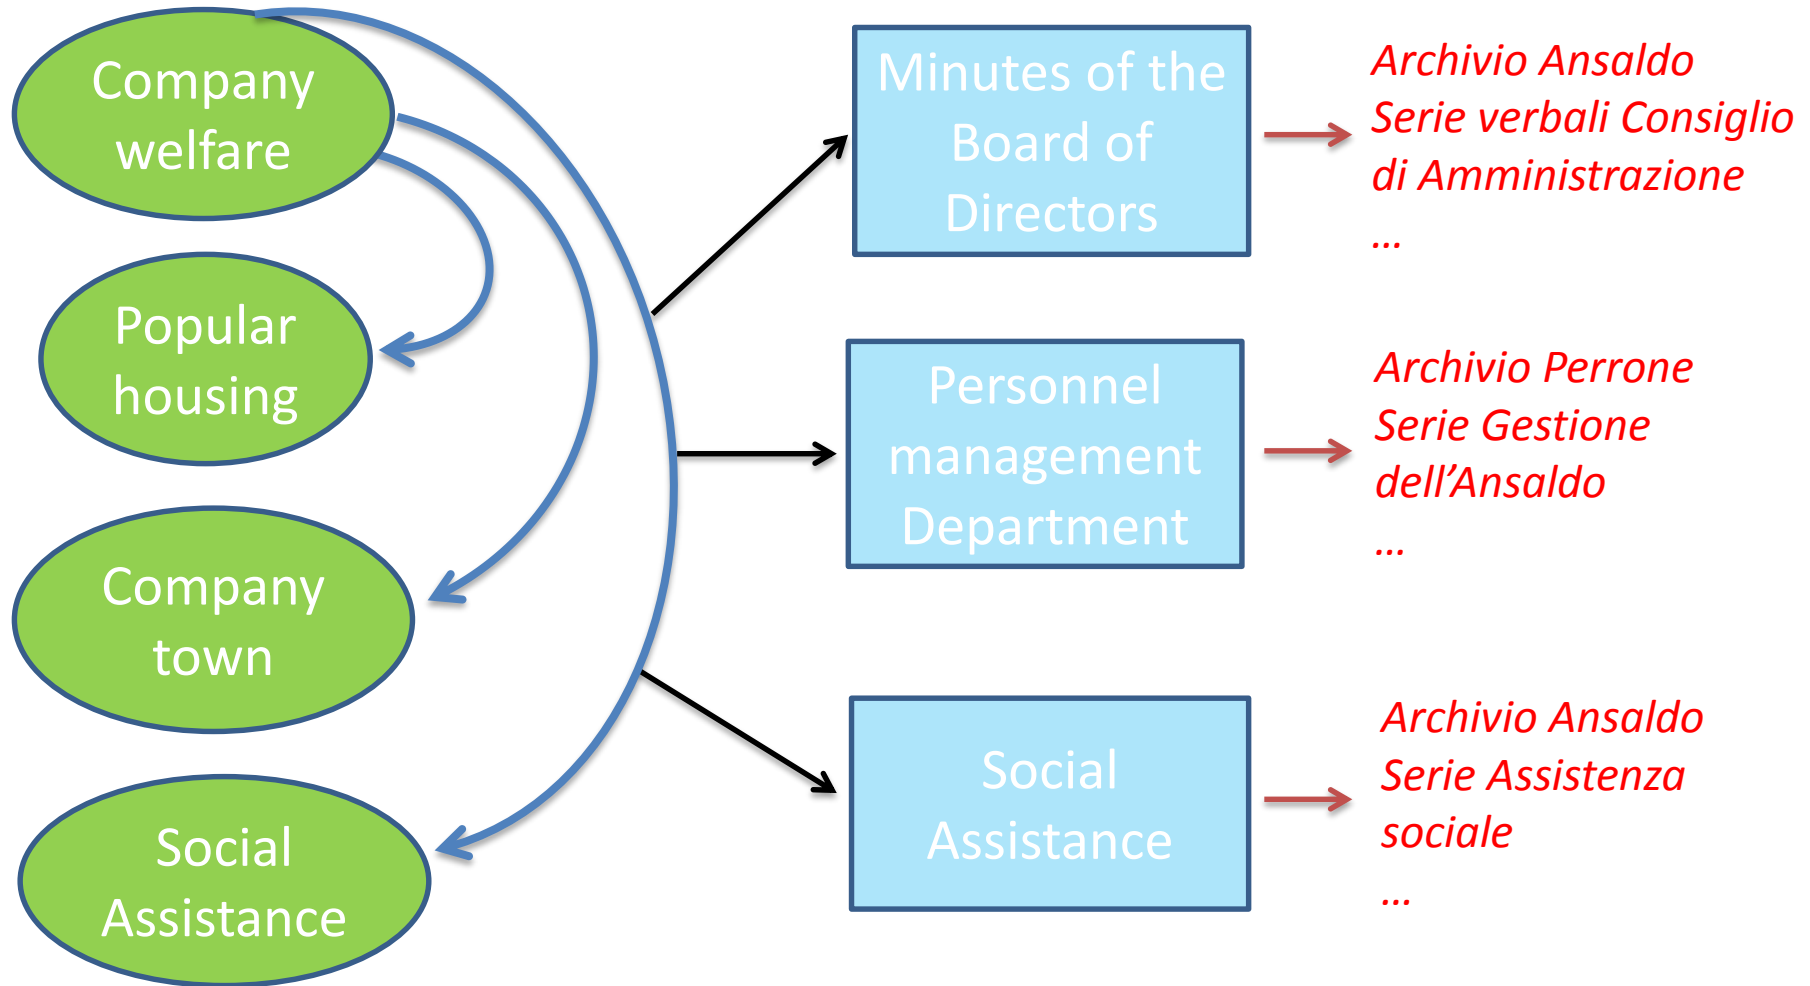 Company
welfare
Popular
housing
Company
town
Social
Assistance
Minutes of the
Board of
Directors
Personnel
management
Department
Social
Assistance
Archivio Ansaldo
Serie verbali Consiglio
di Amministrazione
…
Archivio Perrone
Serie Gestione
dell’Ansaldo
…
Archivio Ansaldo
Serie Assistenza
sociale
…